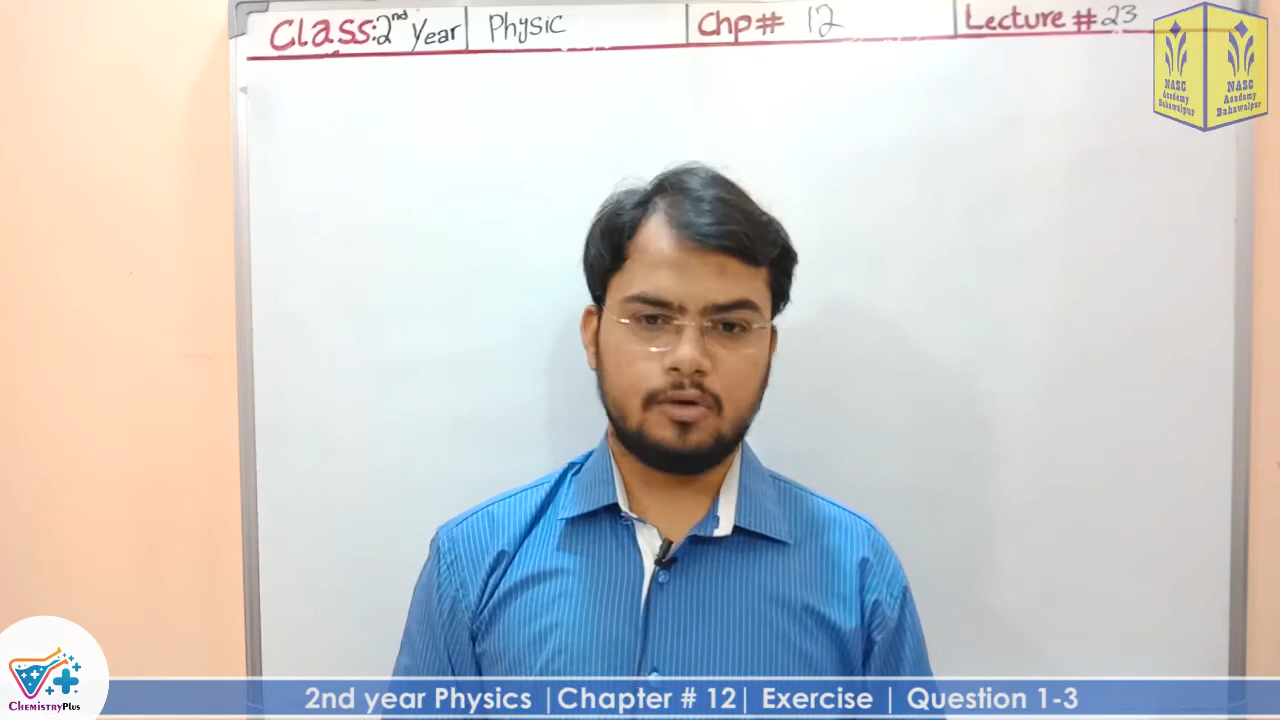 Class: 2nd Year Physic Chp# 12 Lecture # 23
NASC
Academy
Bahawalpur
NASC
Academy
Bahawalpur
2nd year Physics | Chapter # 12 | Exercise | Question 1-3
ChemistryPlus